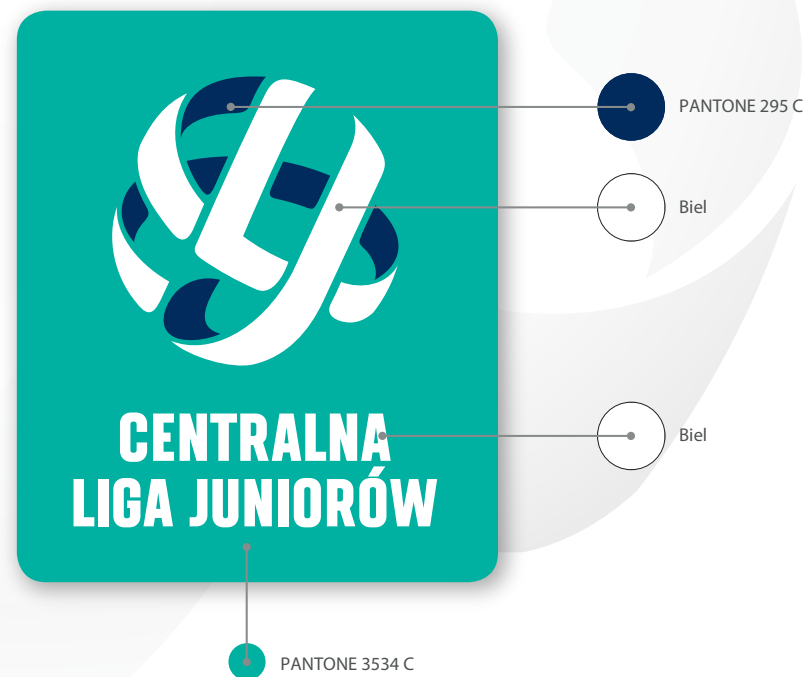 PANTONE 295 C
Biel
Biel
CENTRALNA
LIGA JUNIORÓW
PANTONE 3534 C